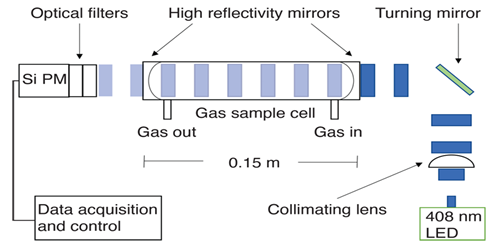 Optical filters
High reflectivity mirrors
Turning mirror
Si PM
Gas sample cell
Gas out
Gas in
0.15 m
Collimating lens
Data acquisition
and control
408 nm
LED